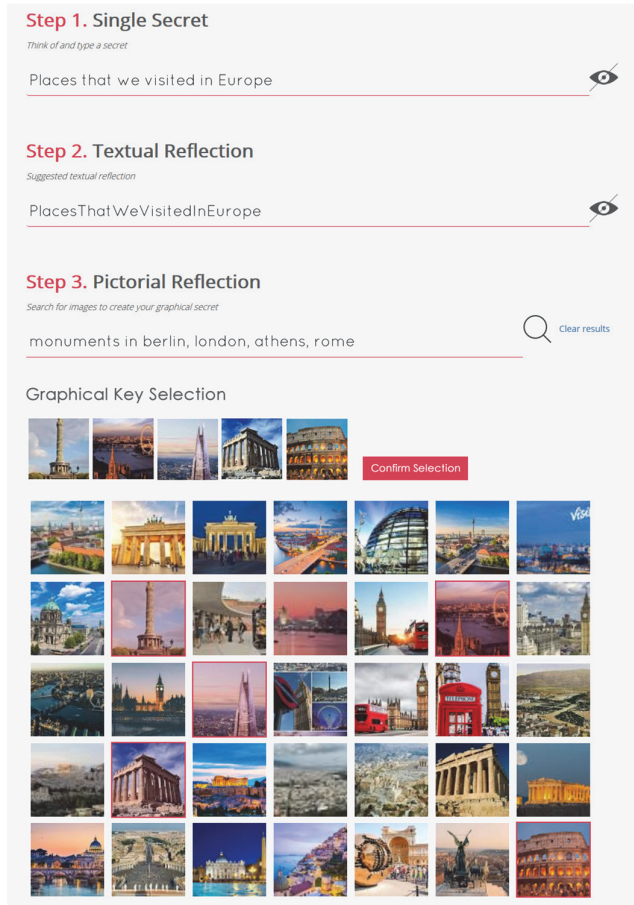 Step 1. Single Secret
Think of and type a secret
Places that we visited in Europe
Step 2. Textual Reflection
Suggested textual reflection
PlacesThatWeVisitedInEurope
Step 3. Pictorial Reflection
Search for images to create your graphical secret
monuments in berlin, london, athens, rome
Clear results
Graphical Key Selection
Confirm Selection
TELEPHONE